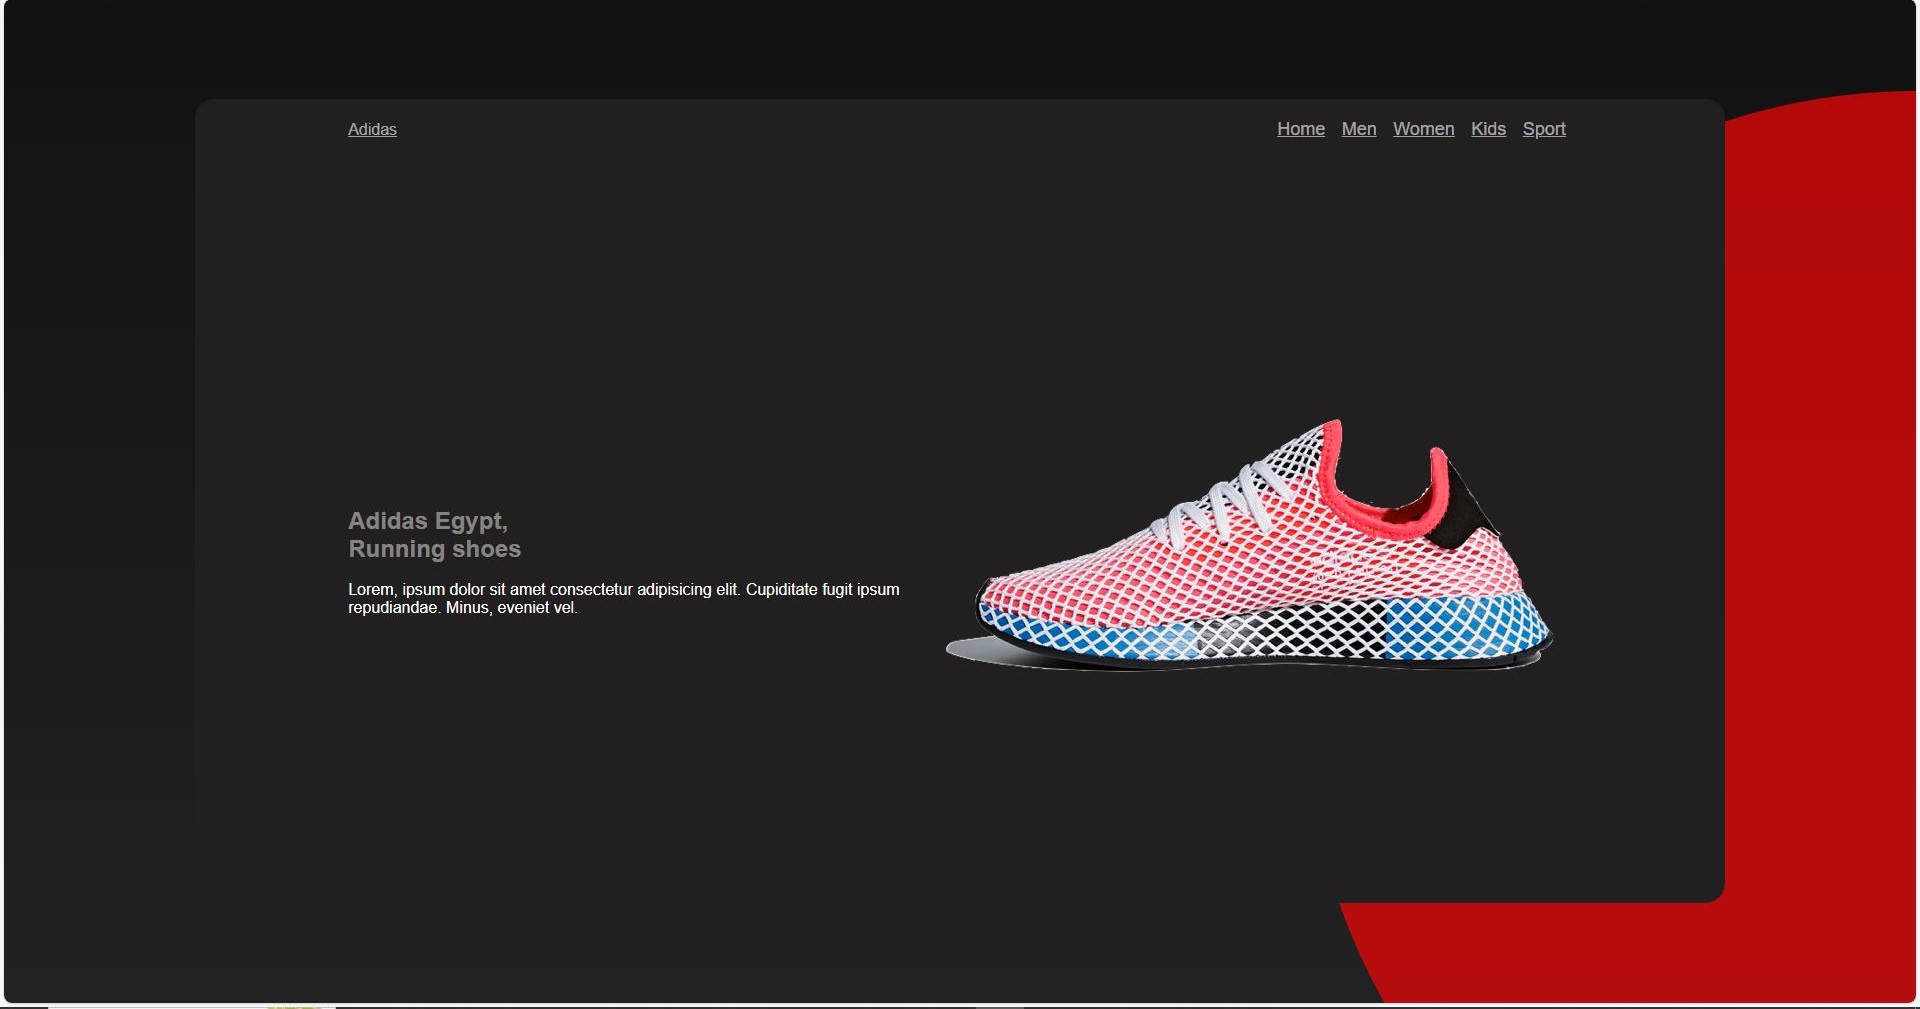 Adidas
Home Men Women Kids Sport
Adidas Egypt,
Running shoes
Lorem, ipsum dolor sit amet consectetur adipisicing elit. Cupiditate fugit ipsum
repudiandae. Minus, eveniet vel.